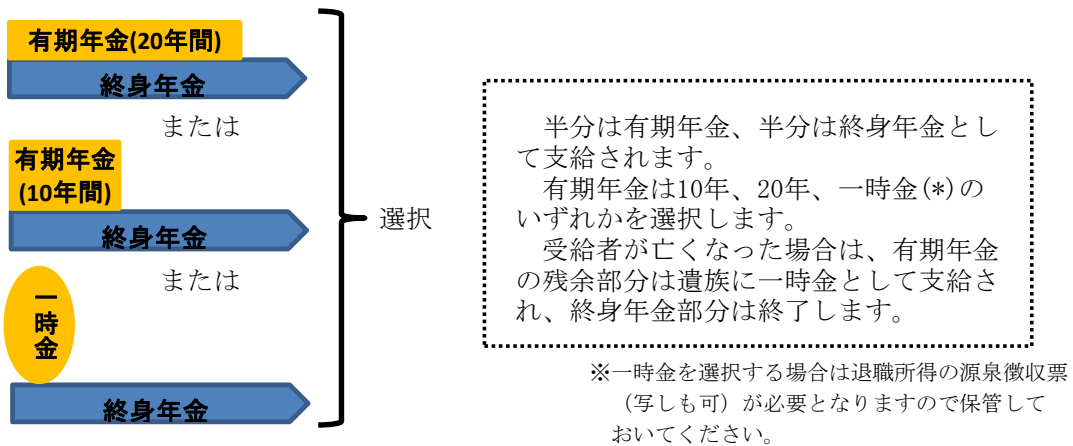 有期年金(20年間)
終身年金
または
有期年金
(10年間)
終身年金
または
一時金
終身年金
選択
半分は有期年金、半分は終身年金とし
て支給されます。
有期年金は10年、20年、一時金(*)の
いずれかを選択します。
受給者が亡くなった場合は、有期年金
の残余部分は遺族に一時金として支給さ
れ、終身年金部分は終了します。
※一時金を選択する場合は退職所得の源泉徴収票
（写しも可）が必要となりますので保管して
おいてください。